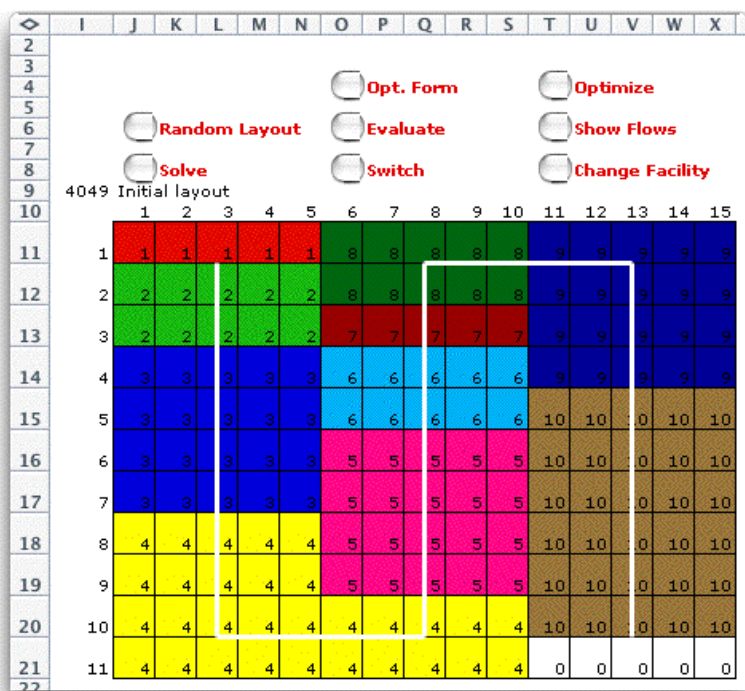 I J K L M N O P Q R S T U V W X
2
3
4 Opt. Form Optimize
5
6 Random Layout Evaluate Show Flows
7
8 Solve Switch Change Facility
9 4049 Initial layout
10 1 2 3 4 5 6 7 8 9 10 11 12 13 14 15
11 1 1 1 1 1 1 8 8 8 8 8 9 9 9 9 9
12 2 2 2 2 2 2 8 8 8 8 8 9 9 9 9 9
13 3 2 2 2 2 2 7 7 7 7 7 9 9 9 9 9
14 4 3 3 3 3 3 6 6 6 6 6 9 9 9 9 9
15 5 3 3 3 3 3 6 6 6 6 6 10 10 10 10 10
16 6 3 3 3 3 3 5 5 5 5 5 10 10 10 10 10
17 7 3 3 3 3 3 5 5 5 5 5 10 10 10 10 10
18 8 4 4 4 4 4 5 5 5 5 5 10 10 10 10 10
19 9 4 4 4 4 4 5 5 5 5 5 10 10 10 10 10
20 10 4 4 4 4 4 4 4 4 4 4 10 10 10 10 10
21 11 4 4 4 4 4 4 4 4 4 4 0 0 0 0 0
22